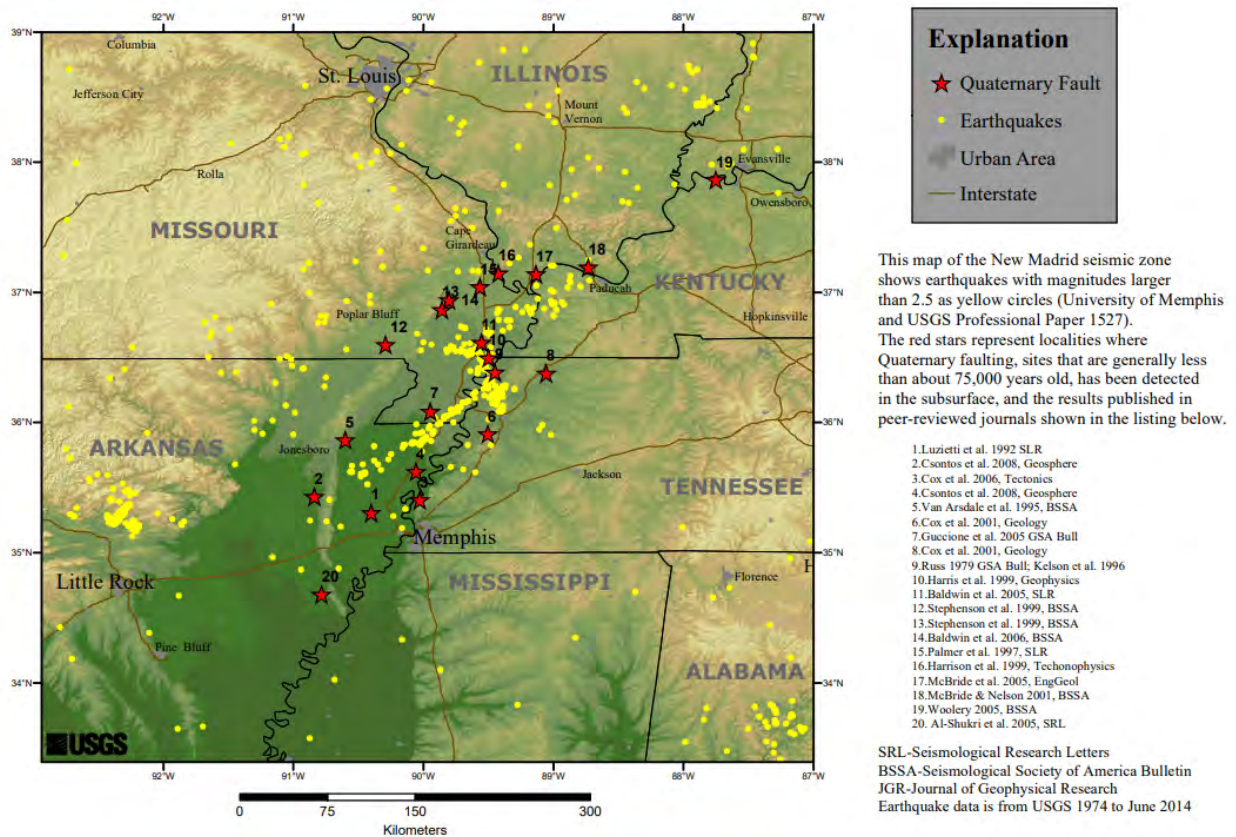 39°N
38°N
37°N
36°N
35°N
34°N
39°N
38°N
37°N
36°N
35°N
34°N
92°W
91°W
90°W
89°W
88°W
87°W
92°W
91°W
90°W
89°W
88°W
87°W
Columbia
Jefferson City
St. Louis
ILLINOIS
Mount
Vernon
Rolla
19
Evansville
Owensboro
MISSOURI
Cape
Girardeau
16
17
18
15
KENTUCKY
Paducah
13
14
Poplar Bluff
Hopkinsville
12
11
10
9
8
7
6
5
ARKANSAS
Jonesboro
4
Jackson
TENNESSEE
2
1
3
Memphis
Little Rock
20
MISSISSIPPI
Florence
H
Pine Bluff
ALABAMA
USGS
0
75
150
300
Kilometers
Explanation
Quaternary Fault
Earthquakes
Urban Area
Interstate
This map of the New Madrid seismic zone
shows earthquakes with magnitudes larger
than 2.5 as yellow circles (University of Memphis
and USGS Professional Paper 1527).
The red stars represent localities where
Quaternary faulting, sites that are generally less
than about 75,000 years old, has been detected
in the subsurface, and the results published in
peer-reviewed journals shown in the listing below.
1.Luzietti et al. 1992 SLR
2.Csontos et al. 2008, Geosphere
3.Cox et al. 2006, Tectonics
4.Csontos et al. 2008, Geosphere
5.Van Arsdale et al. 1995, BSSA
6.Cox et al. 2001, Geology
7.Guccione et al. 2005 GSA Bull
8.Cox et al. 2001, Geology
9.Russ 1979 GSA Bull; Kelson et al. 1996
10.Harris et al. 1999, Geophysics
11.Baldwin et al. 2005, SLR
12.Stephenson et al. 1999, BSSA
13.Stephenson et al. 1999, BSSA
14.Baldwin et al. 2006, BSSA
15.Palmer et al. 1997, SLR
16.Harrison et al. 1999, Techonophysics
17.McBride et al. 2005, EngGeol
18.McBride & Nelson 2001, BSSA
19.Woolery 2005, BSSA
20. Al-Shukri et al. 2005, SRL
SRL-Seismological Research Letters
BSSA-Seismological Society of America Bulletin
JGR-Journal of Geophysical Research
Earthquake data is from USGS 1974 to June 2014